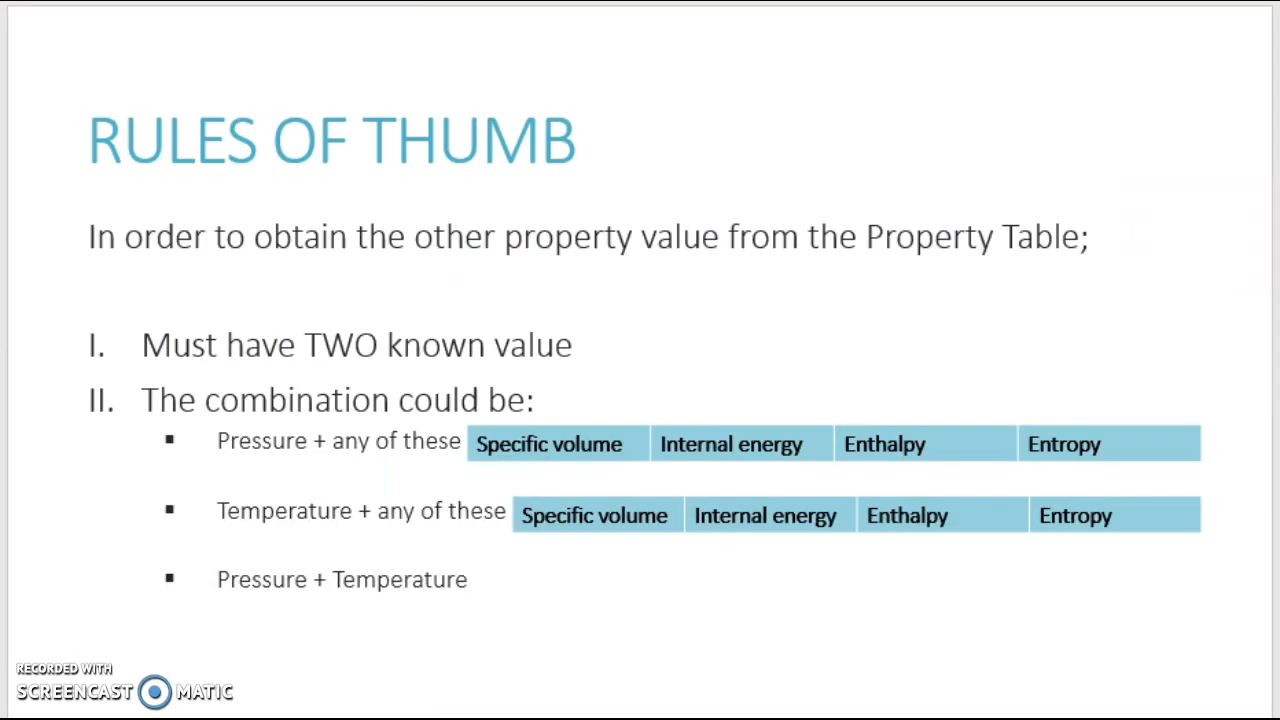 RULES OF THUMB
In order to obtain the other property value from the Property Table;
I. Must have TWO known value
II. The combination could be:
▪ Pressure + any of these Specific volume Internal energy Enthalpy Entropy
▪ Temperature + any of these Specific volume Internal energy Enthalpy Entropy
▪ Pressure + Temperature
RECORDED WITH
SCREENCAST MATIC